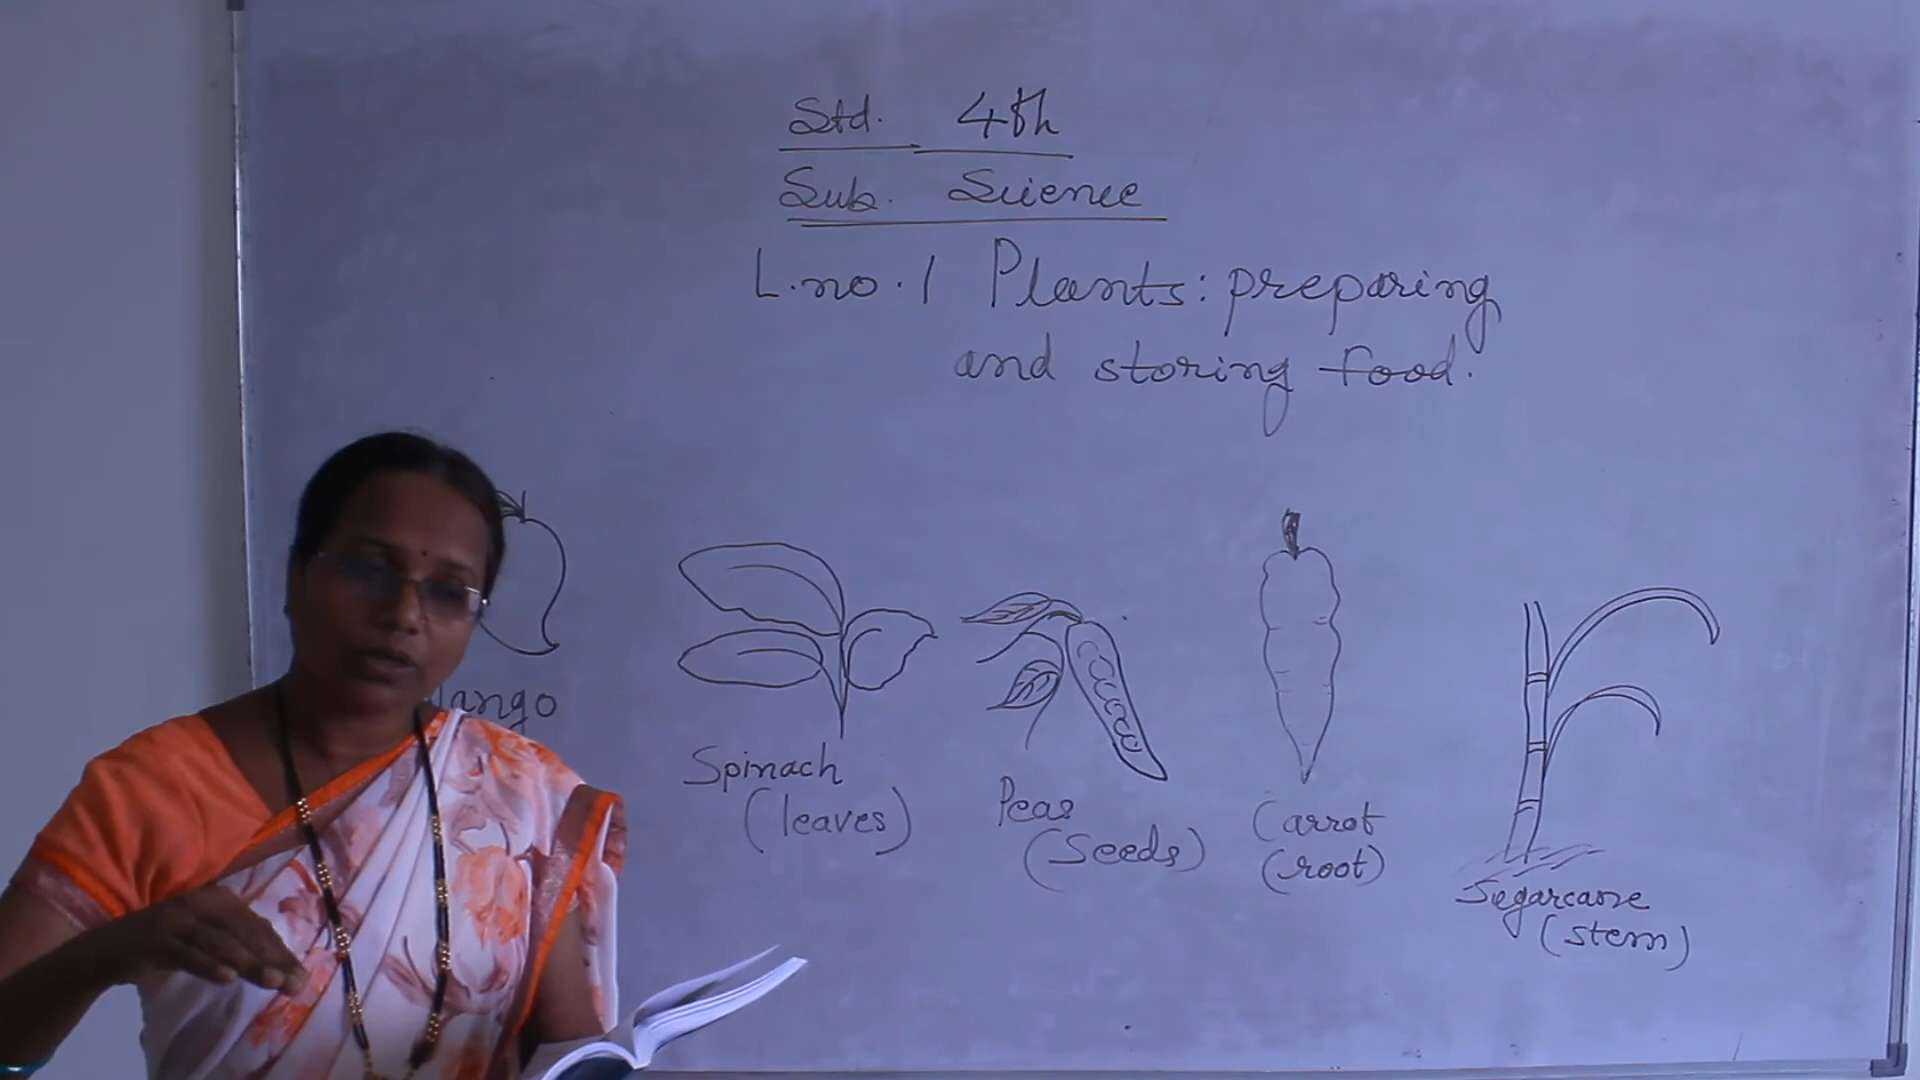 Std. 4th
Sub. Science
L.no.1 Plants: preparing
and storing food.
ango
Spinach
(leaves)
Peas
(Seeds)
Carrot
(root)
Sugarcane
(stem)